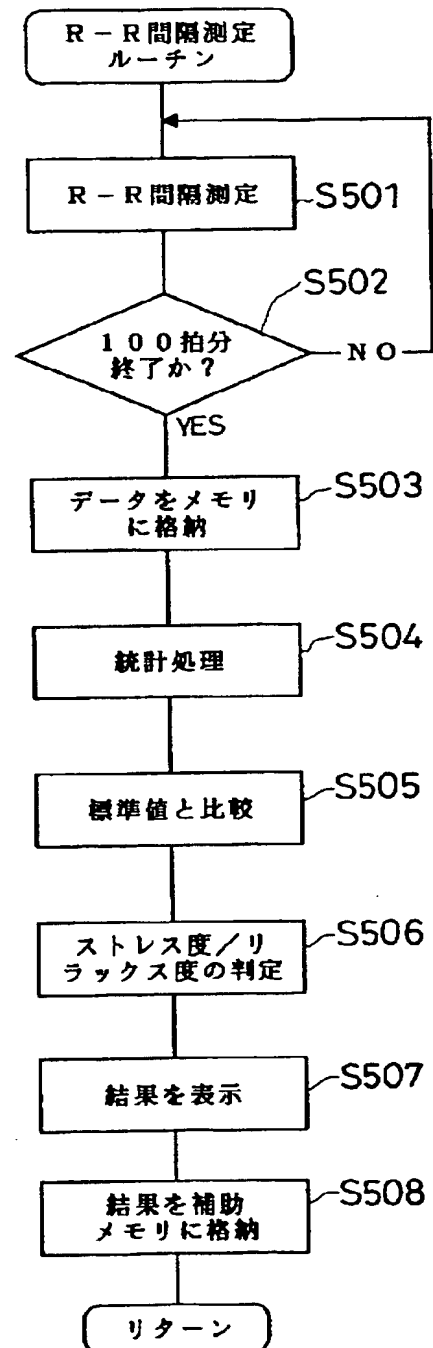 R－R間隔測定
ルーチン
R－R間隔測定
S501
S502
100拍分
終了か？
NO
YES
データをメモリ
に格納
S503
統計処理
S504
標準値と比較
S505
ストレス度／リ
ラックス度の判定
S506
結果を表示
S507
結果を補助
メモリに格納
S508
リターン